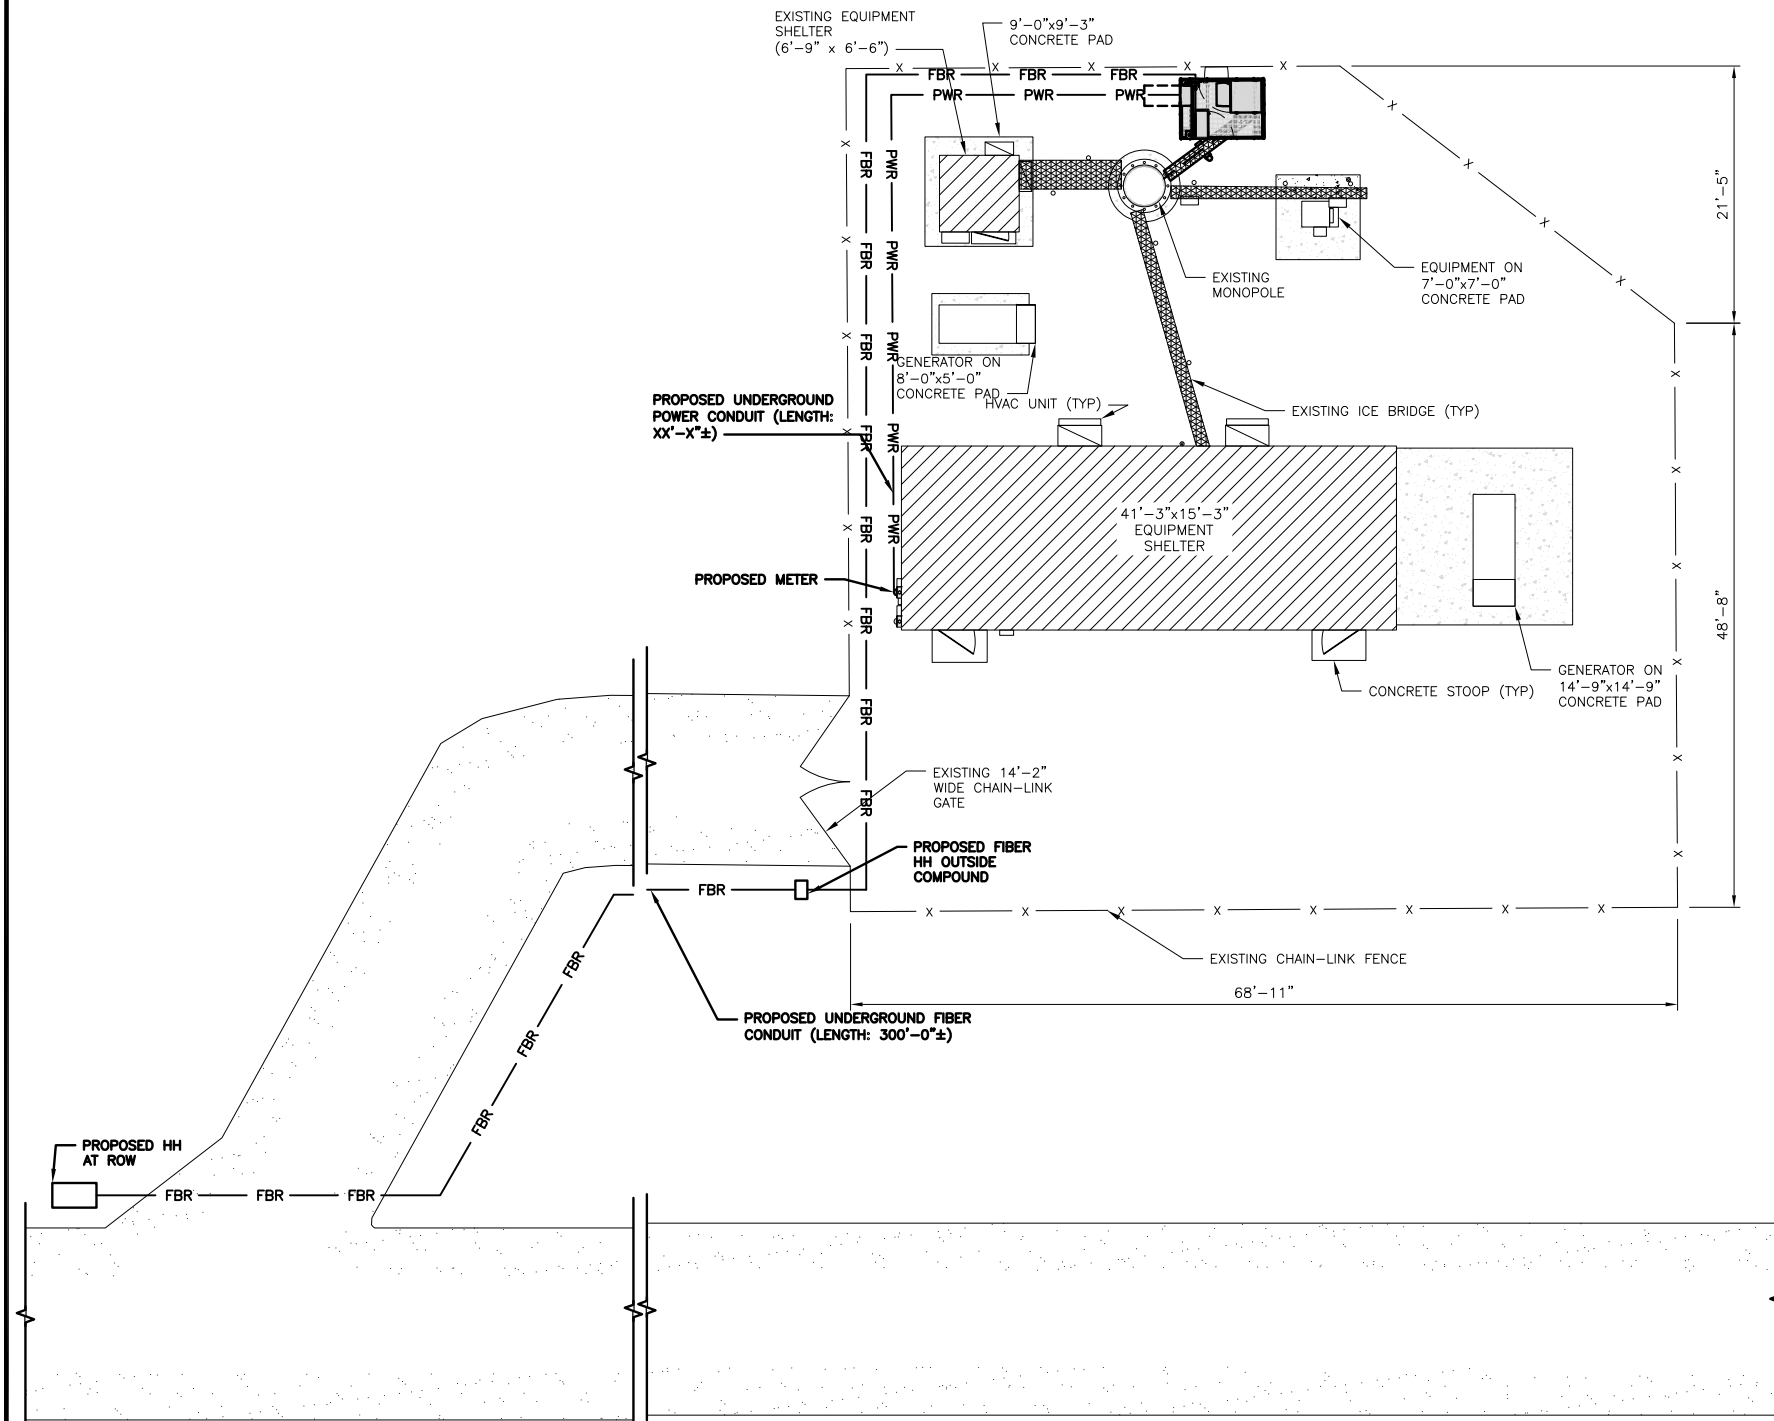 EXISTING EQUIPMENT
SHELTER
(6'-9" x 6'-6")
9'-0"x9'-3"
CONCRETE PAD
X X X X X
FBR FBR FBR
PWR PWR PWR
X
X
X
X
X
X
X
X
X
X
FBR
FBR
FBR
FBR
FBR
FBR
FBR
FBR
PWR
PWR
PWR
PWR
PWR
21'-5"
EXISTING
MONOPOLE
EQUIPMENT ON
7'-0"x7'-0"
CONCRETE PAD
GENERATOR ON
8'-0"x5'-0"
CONCRETE PAD
HVAC UNIT (TYP)
PROPOSED UNDERGROUND
POWER CONDUIT (LENGTH:
XX'-X"±)
EXISTING ICE BRIDGE (TYP)
41'-3"x15'-3"
EQUIPMENT
SHELTER
PROPOSED METER
X
X
X
X
X
X
48'-8"
GENERATOR ON
14'-9"x14'-9"
CONCRETE PAD
CONCRETE STOOP (TYP)
EXISTING 14'-2"
WIDE CHAIN-LINK
GATE
PROPOSED FIBER
HH OUTSIDE
COMPOUND
FBR
X X X X X X X X
EXISTING CHAIN-LINK FENCE
68'-11"
FBR
FBR
FBR
PROPOSED UNDERGROUND FIBER
CONDUIT (LENGTH: 300'-0"±)
PROPOSED HH
AT ROW
FBR FBR FBR